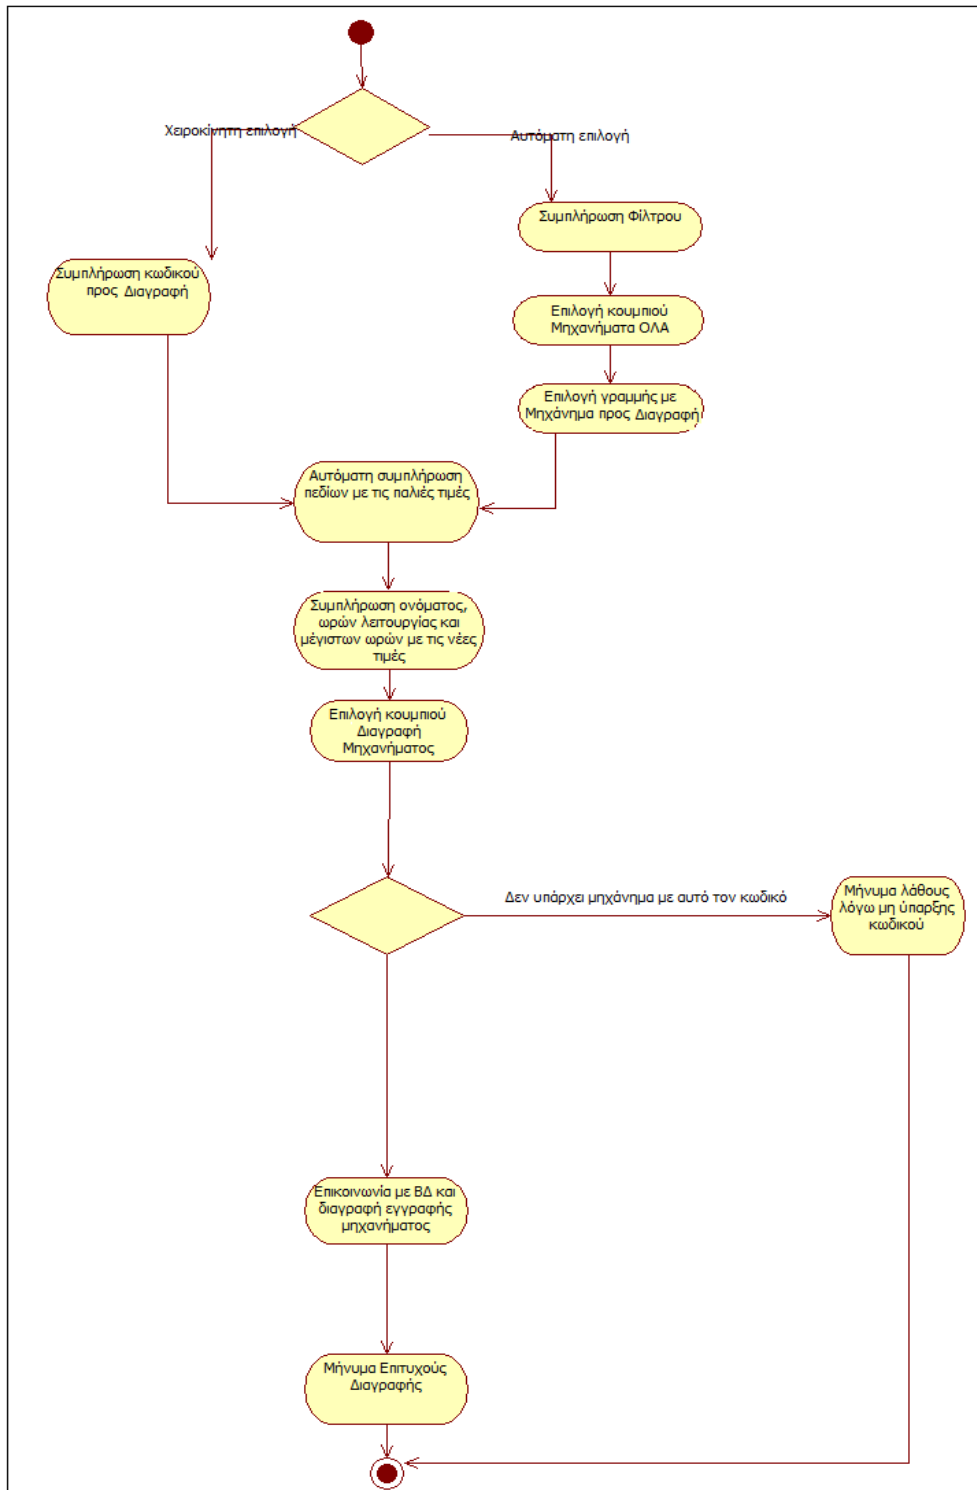 Χειροκίνητη επιλογή
Αυτόματη επιλογή
Συμπλήρωση Φίλτρου
Συμπλήρωση κωδικού
προς Διαγραφή
Επιλογή κουμπιού
Μηχανήματα ΟΛΑ
Επιλογή γραμμής με
Μηχάνημα προς Διαγραφή
Αυτόματη συμπλήρωση
πεδίων με τις παλιές τιμές
Συμπλήρωση ονόματος,
ωρών λειτουργίας και
μέγιστων ωρών με τις νέες
τιμές
Επιλογή κουμπιού
Διαγραφή
Μηχανήματος
Δεν υπάρχει μηχάνημα με αυτό τον κωδικό
Μήνυμα λάθους
λόγω μη ύπαρξης
κωδικού
Επικοινωνία με ΒΔ και
διαγραφή εγγραφής
μηχανήματος
Μήνυμα Επιτυχούς
Διαγραφής